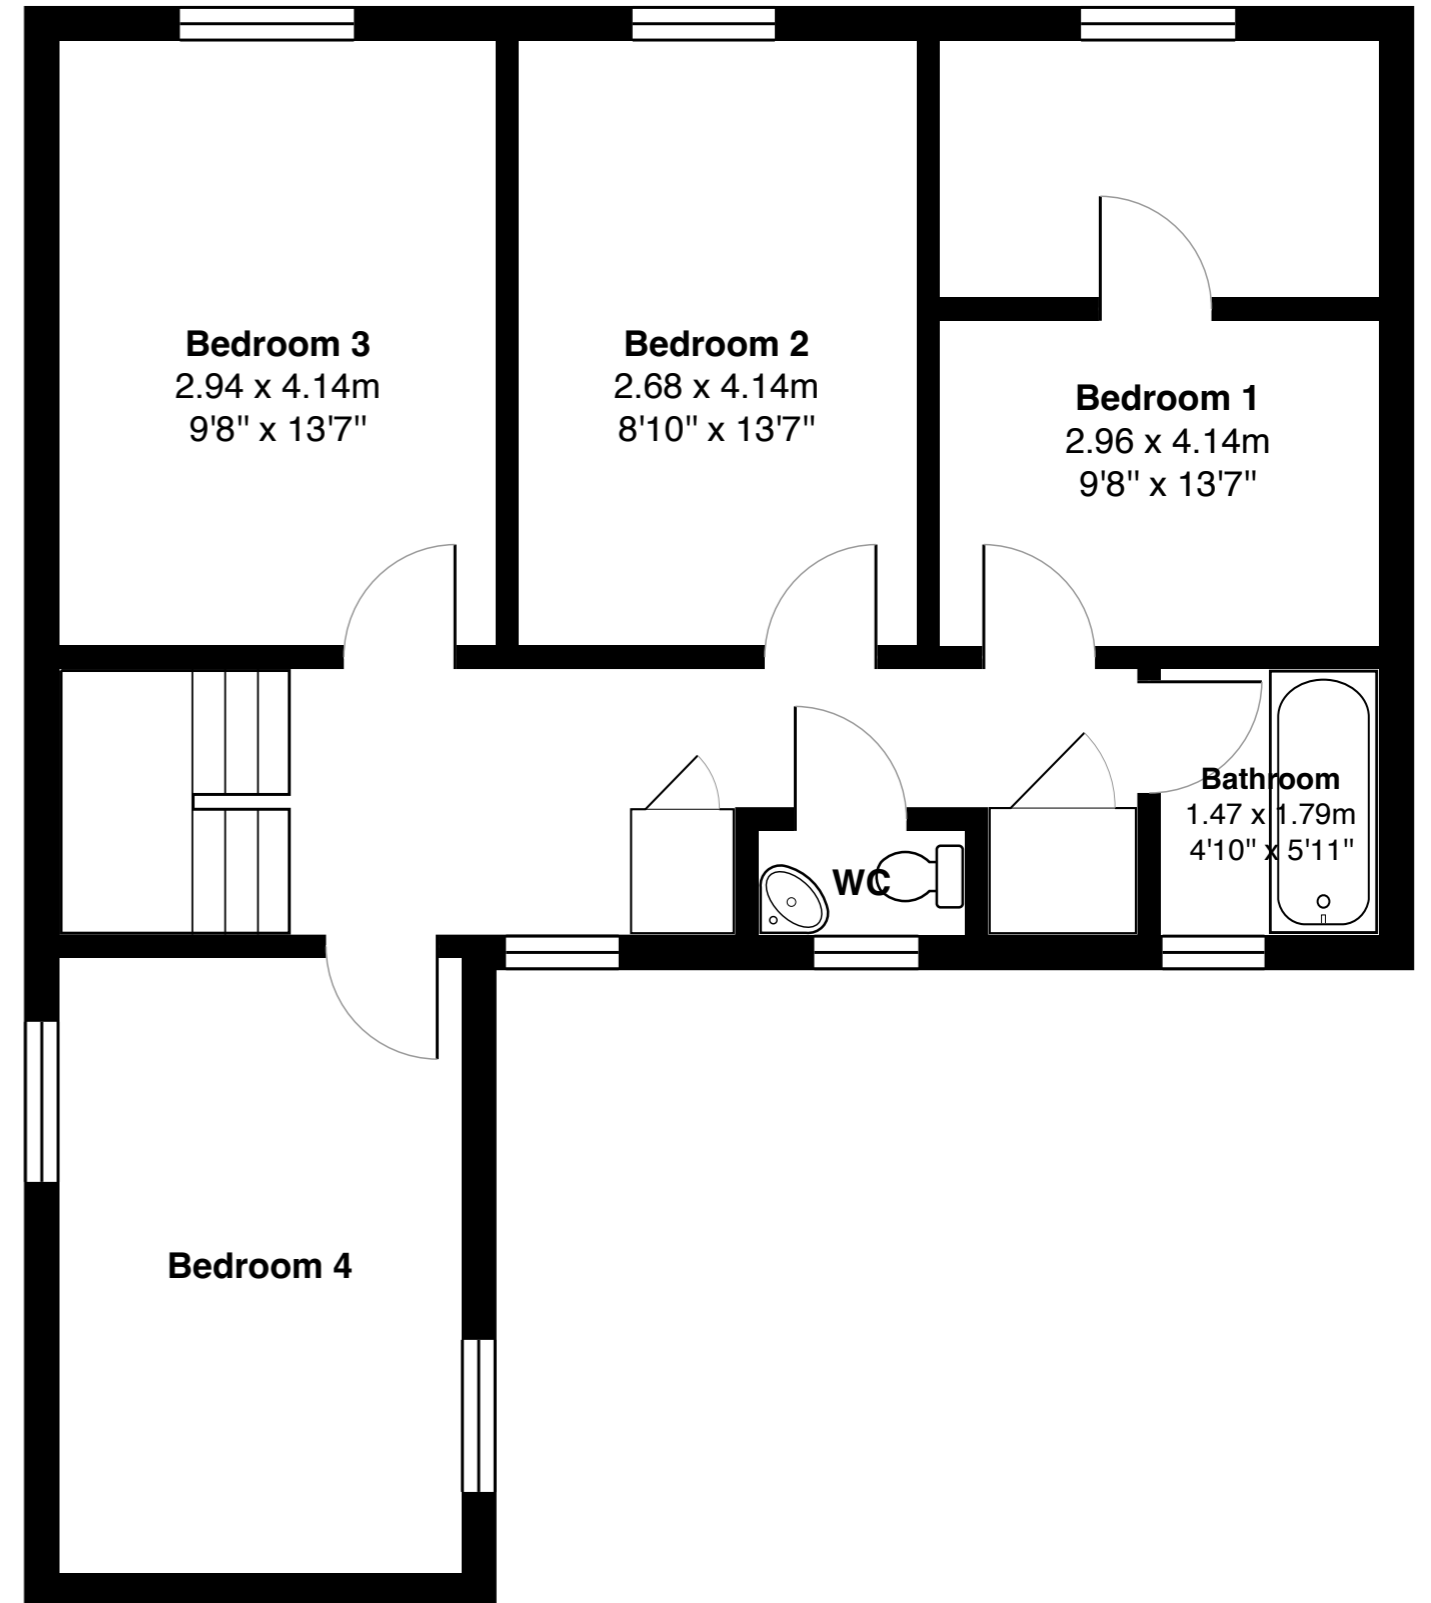 Bedroom 3
2.94 x 4.14m
9'8" x 13'7"
Bedroom 2
2.68 x 4.14m
8'10" x 13'7"
Bedroom 1
2.96 x 4.14m
9'8" x 13'7"
Bathroom
1.47 x 1.79m
4'10" x 5'11"
WC
Bedroom 4